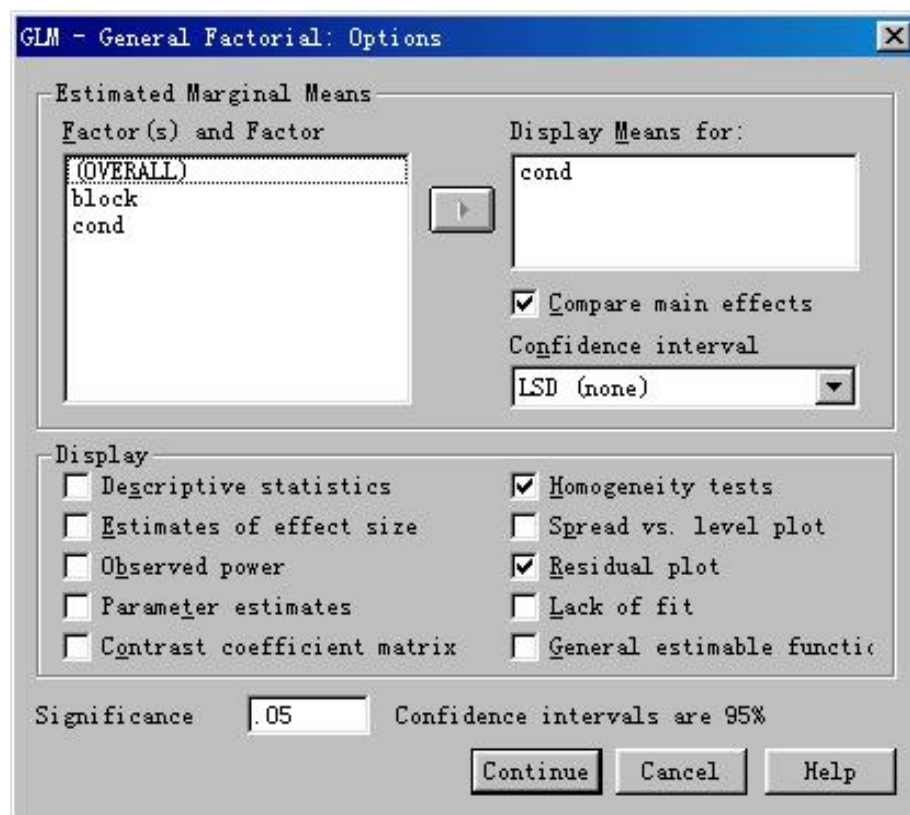 GLM - General Factorial: Options
Estimated Marginal Means
Factor(s) and Factor
(OVERALL)
block
cond
Display Means for:
cond
Compare main effects
Confidence interval
LSD (none)
Display
Descriptive statistics
Estimates of effect size
Observed power
Parameter estimates
Contrast coefficient matrix
Homogeneity tests
Spread vs. level plot
Residual plot
Lack of fit
General estimable functi
Significance
.05
Confidence intervals are 95%
Continue
Cancel
Help